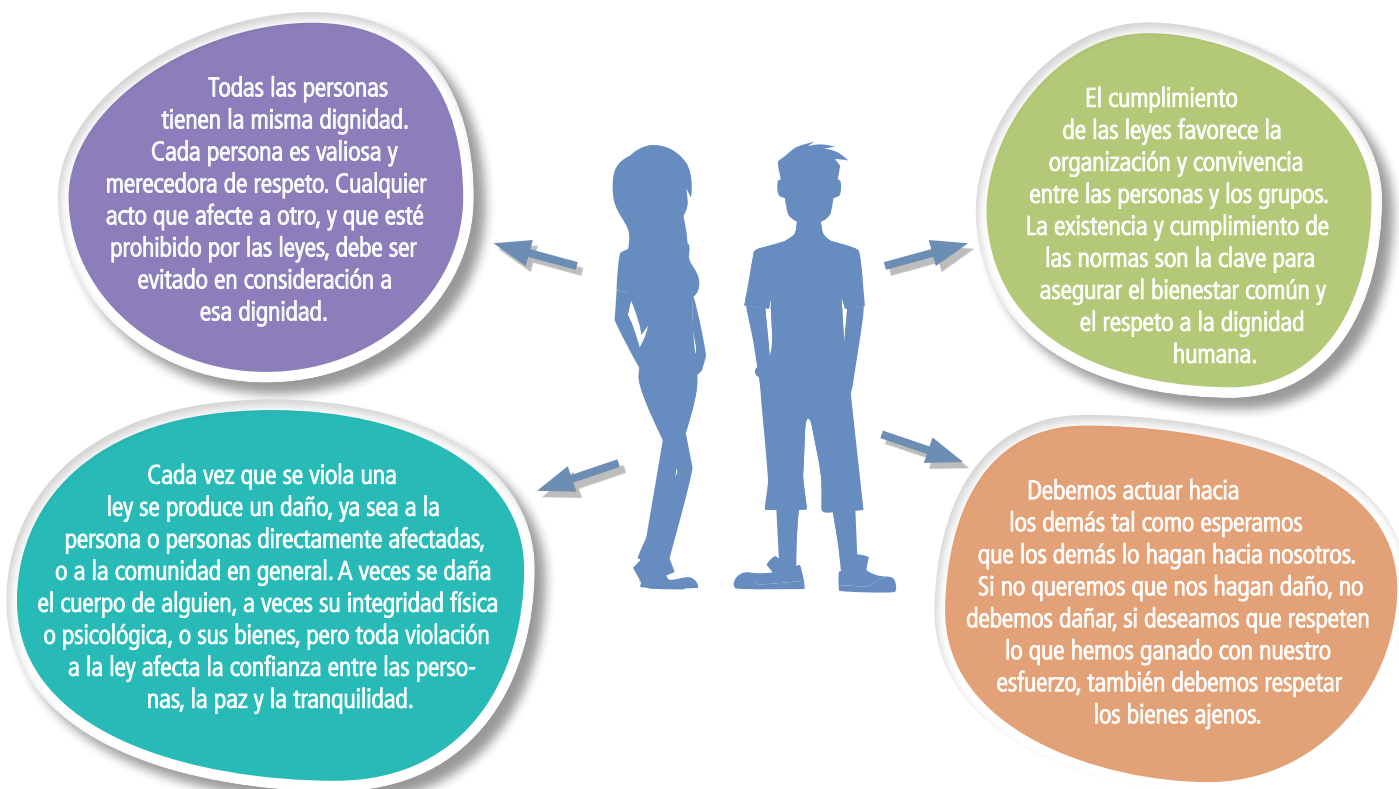 Todas las personas
tienen la misma dignidad.
Cada persona es valiosa y
merecedora de respeto. Cualquier
acto que afecte a otro, y que esté
prohibido por las leyes, debe ser
evitado en consideración a
esa dignidad.
El cumplimiento
de las leyes favorece la
organización y convivencia
entre las personas y los grupos.
La existencia y cumplimiento de
las normas son la clave para
asegurar el bienestar común y
el respeto a la dignidad
humana.
Cada vez que se viola una
ley se produce un daño, ya sea a la
persona o personas directamente afectadas,
o a la comunidad en general. A veces se daña
el cuerpo de alguien, a veces su integridad física
o psicológica, o sus bienes, pero toda violación
a la ley afecta la confianza entre las perso-
nas, la paz y la tranquilidad.
Debemos actuar hacia
los demás tal como esperamos
que los demás lo hagan hacia nosotros.
Si no queremos que nos hagan daño, no
debemos dañar, si deseamos que respeten
lo que hemos ganado con nuestro
esfuerzo, también debemos respetar
los bienes ajenos.